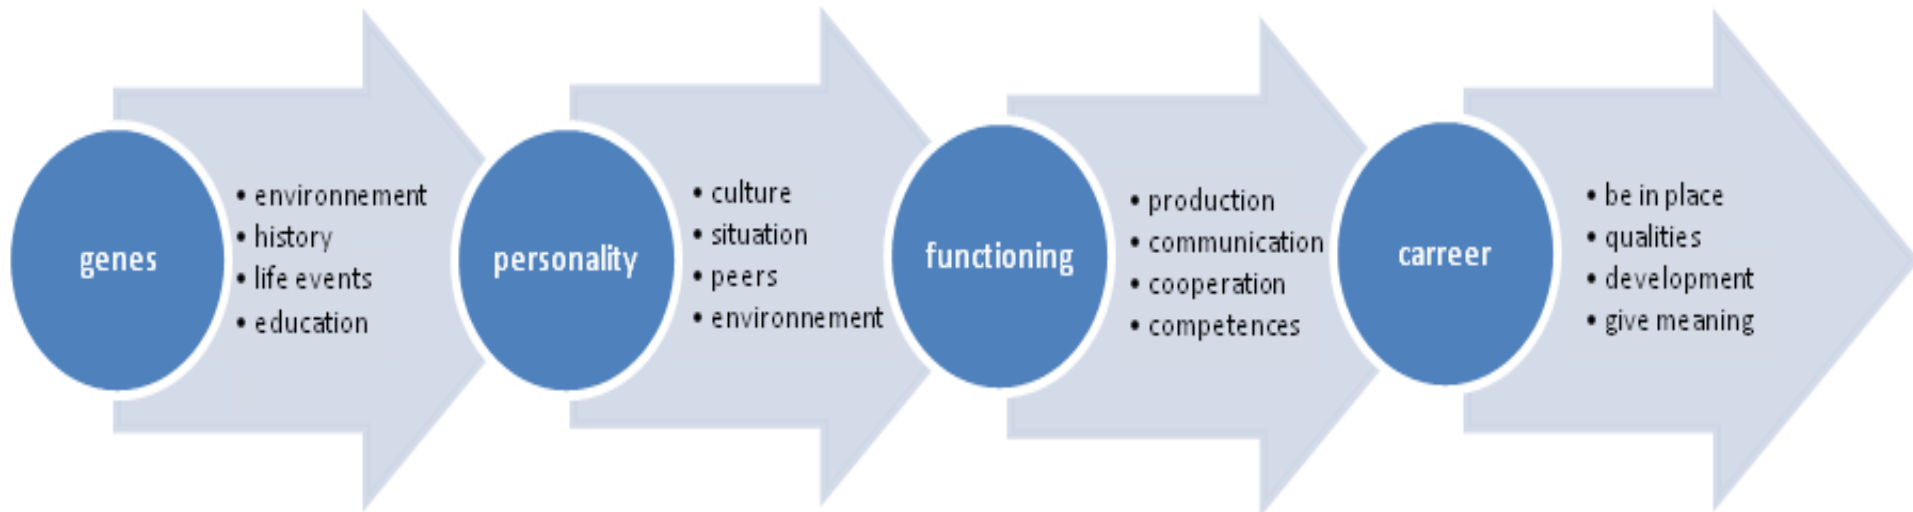 genes
• environnement
• history
• life events
• education
personality
• culture
• situation
• peers
• environnement
functioning
• production
• communication
• cooperation
• competences
carreer
• be in place
• qualities
• development
• give meaning